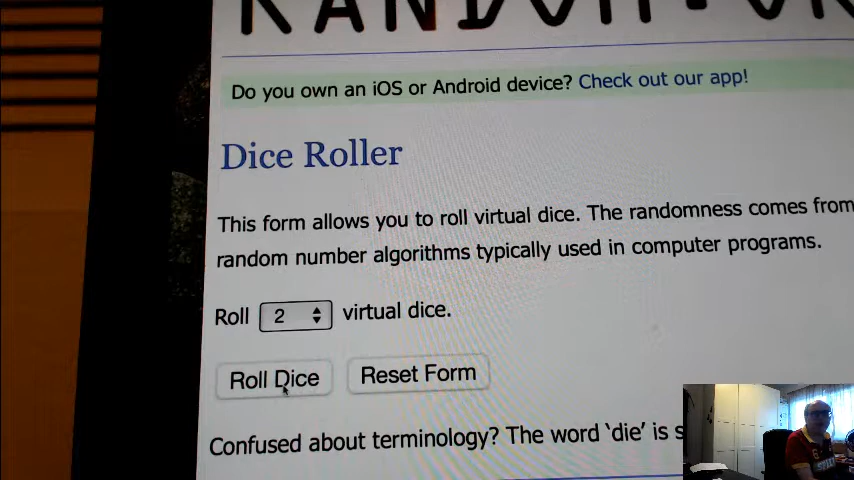 Do you own an iOS or Android device? Check out our app!
Dice Roller
This form allows you to roll virtual dice. The randomness comes from
random number algorithms typically used in computer programs.
Roll 2 virtual dice.
Roll Dice Reset Form
Confused about terminology? The word ‘die’ is s